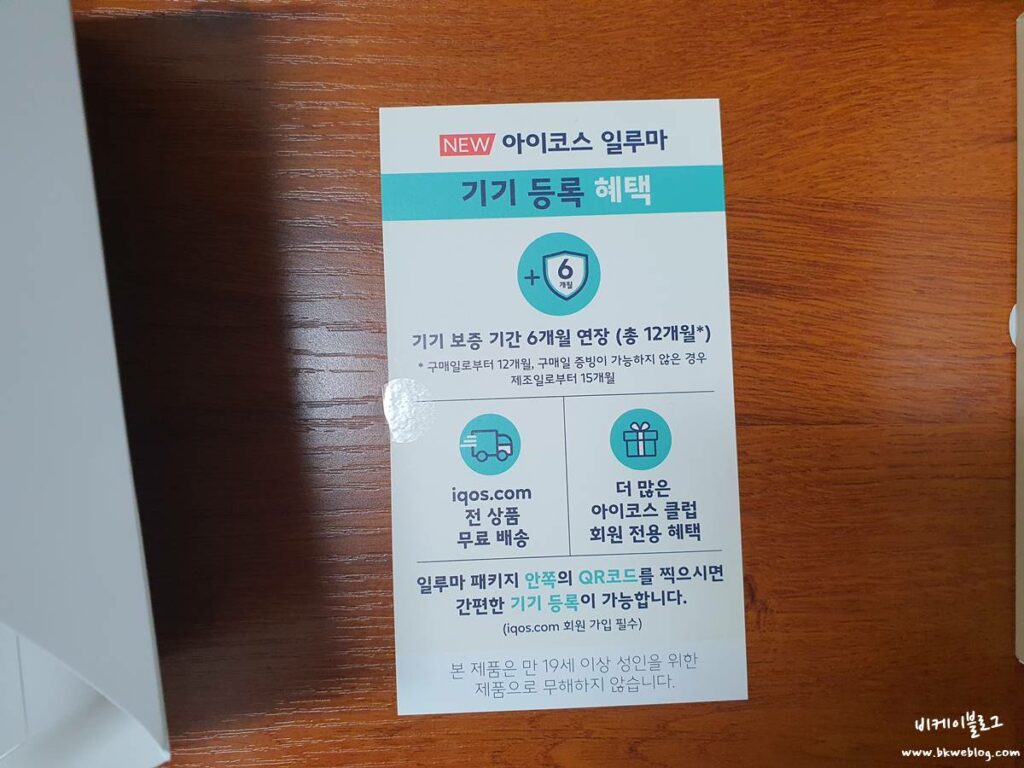 NEW 아이코스 일루마
기기 등록 혜택
+6
개월
기기 보증 기간 6개월 연장 (총 12개월*)
* 구매일로부터 12개월, 구매일 증빙이 가능하지 않은 경우
제조일로부터 15개월
iqos.com
전 상품
무료 배송
더 많은
아이코스 클럽
회원 전용 혜택
일루마 패키지 안쪽의 QR코드를 찍으시면
간편한 기기 등록이 가능합니다.
(iqos.com 회원 가입 필수)
본 제품은 만 19세 이상 성인을 위한
제품으로 무해하지 않습니다.
비케이블로그
www.bkweblog.com